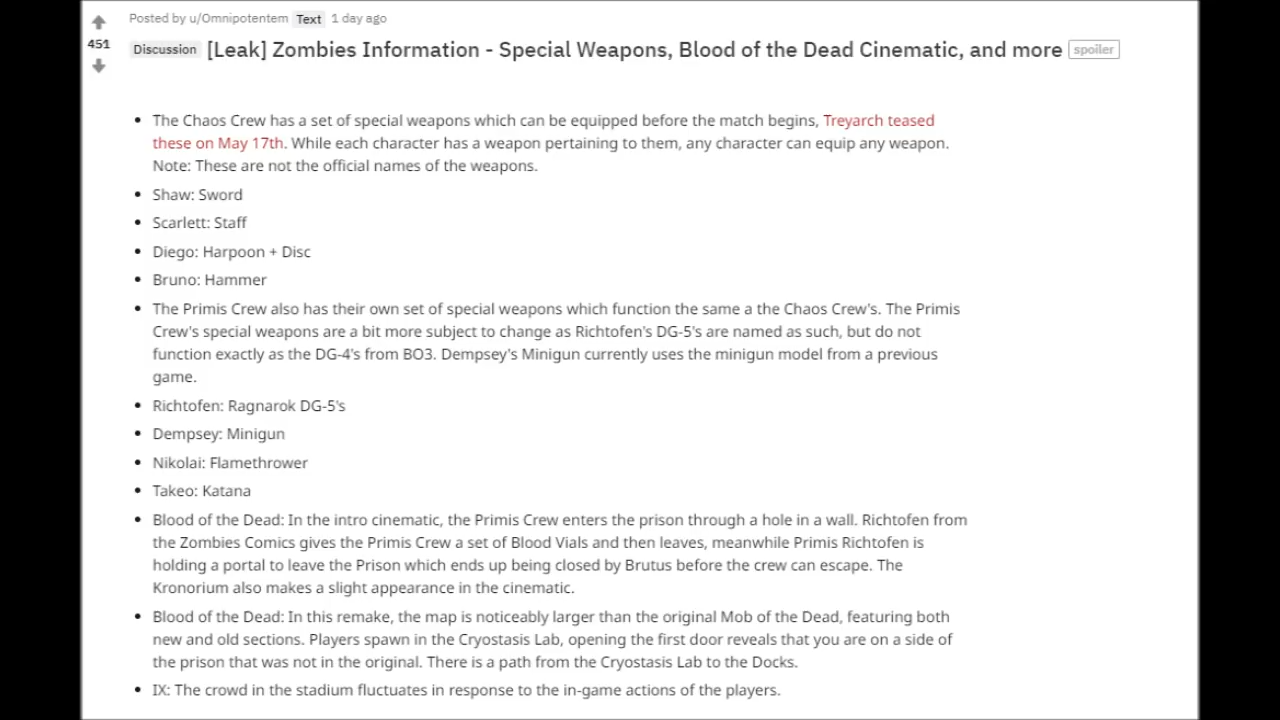 Posted by u/Omnipotentem Text 1 day ago
451
Discussion [Leak] Zombies Information - Special Weapons, Blood of the Dead Cinematic, and more spoiler
• The Chaos Crew has a set of special weapons which can be equipped before the match begins, Treyarch teased
these on May 17th. While each character has a weapon pertaining to them, any character can equip any weapon.
Note: These are not the official names of the weapons.
• Shaw: Sword
• Scarlett: Staff
• Diego: Harpoon + Disc
• Bruno: Hammer
• The Primis Crew also has their own set of special weapons which function the same a the Chaos Crew's. The Primis
Crew's special weapons are a bit more subject to change as Richtofen's DG-5's are named as such, but do not
function exactly as the DG-4's from BO3. Dempsey's Minigun currently uses the minigun model from a previous
game.
• Richtofen: Ragnarok DG-5's
• Dempsey: Minigun
• Nikolai: Flamethrower
• Takeo: Katana
• Blood of the Dead: In the intro cinematic, the Primis Crew enters the prison through a hole in a wall. Richtofen from
the Zombies Comics gives the Primis Crew a set of Blood Vials and then leaves, meanwhile Primis Richtofen is
holding a portal to leave the Prison which ends up being closed by Brutus before the crew can escape. The
Kronorium also makes a slight appearance in the cinematic.
• Blood of the Dead: In this remake, the map is noticeably larger than the original Mob of the Dead, featuring both
new and old sections. Players spawn in the Cryostasis Lab, opening the first door reveals that you are on a side of
the prison that was not in the original. There is a path from the Cryostasis Lab to the Docks.
• IX: The crowd in the stadium fluctuates in response to the in-game actions of the players.